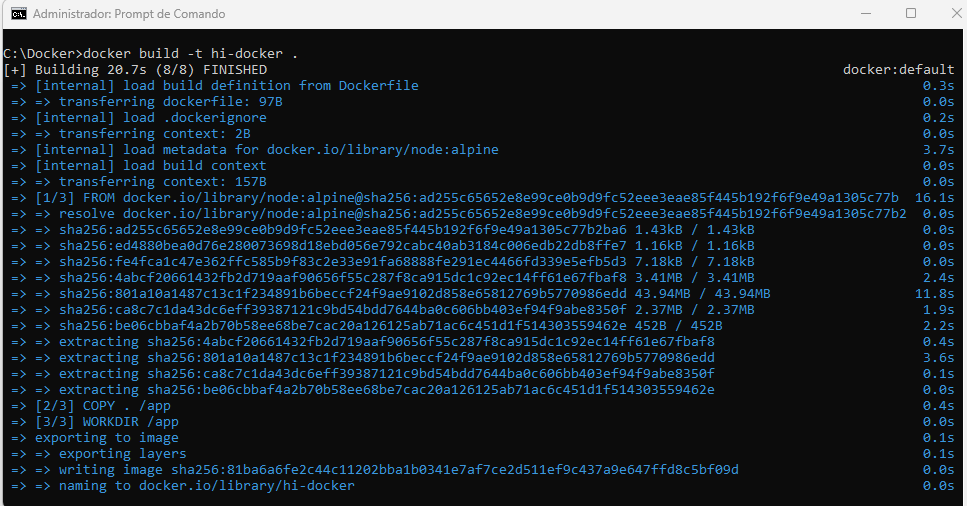 Administrador: Prompt de Comando
C:\Docker>docker build -t hi-docker .
[+] Building 20.7s (8/8) FINISHED docker:default
=> [internal] load build definition from Dockerfile 0.3s
=> => transferring dockerfile: 97B 0.0s
=> [internal] load .dockerignore 0.2s
=> => transferring context: 2B 0.0s
=> [internal] load metadata for docker.io/library/node:alpine 3.7s
=> [internal] load build context 0.0s
=> => transferring context: 157B 0.0s
=> [1/3] FROM docker.io/library/node:alpine@sha256:ad255c65652e8e99ce0b9d9fc52eee3eae85f445b192f6f9e49a1305c77b 16.1s
=> => resolve docker.io/library/node:alpine@sha256:ad255c65652e8e99ce0b9d9fc52eee3eae85f445b192f6f9e49a1305c77b2 0.0s
=> => sha256:ad255c65652e8e99ce0b9d9fc52eee3eae85f445b192f6f9e49a1305c77b2ba6 1.43kB / 1.43kB 0.0s
=> => sha256:ed4880bea0d76e280073698d18ebd056e792cabc40ab3184c006edb22db8ffe7 1.16kB / 1.16kB 0.0s
=> => sha256:fe4fca1c47e362ffc585b9f83c2e33e91fa68888fe291ec4466fd339e5efb5d3 7.18kB / 7.18kB 0.0s
=> => sha256:4abcf20661432fb2d719aaf90656f55c287f8ca915dc1c92ec14ff61e67fbaf8 3.41MB / 3.41MB 2.4s
=> => sha256:801a10a1487c13c1f234891b6beccf24f9ae9102d858e65812769b5770986edd 43.94MB / 43.94MB 11.8s
=> => sha256:ca8c7c1da43dc6eff39387121c9bd54bdd7644ba0c606bb403ef94f9abe8350f 2.37MB / 2.37MB 1.9s
=> => sha256:be06cbbaf4a2b70b58ee68be7cac20a126125ab71ac6c451d1f514303559462e 452B / 452B 2.2s
=> => extracting sha256:4abcf20661432fb2d719aaf90656f55c287f8ca915dc1c92ec14ff61e67fbaf8 0.4s
=> => extracting sha256:801a10a1487c13c1f234891b6beccf24f9ae9102d858e65812769b5770986edd 3.6s
=> => extracting sha256:ca8c7c1da43dc6eff39387121c9bd54bdd7644ba0c606bb403ef94f9abe8350f 0.1s
=> => extracting sha256:be06cbbaf4a2b70b58ee68be7cac20a126125ab71ac6c451d1f514303559462e 0.0s
=> [2/3] COPY . /app 0.4s
=> [3/3] WORKDIR /app 0.0s
=> exporting to image 0.1s
=> => exporting layers 0.1s
=> => writing image sha256:81ba6a6fe2c44c11202bba1b0341e7af7ce2d511ef9c437a9e647ffd8c5bf09d 0.0s
=> => naming to docker.io/library/hi-docker 0.0s